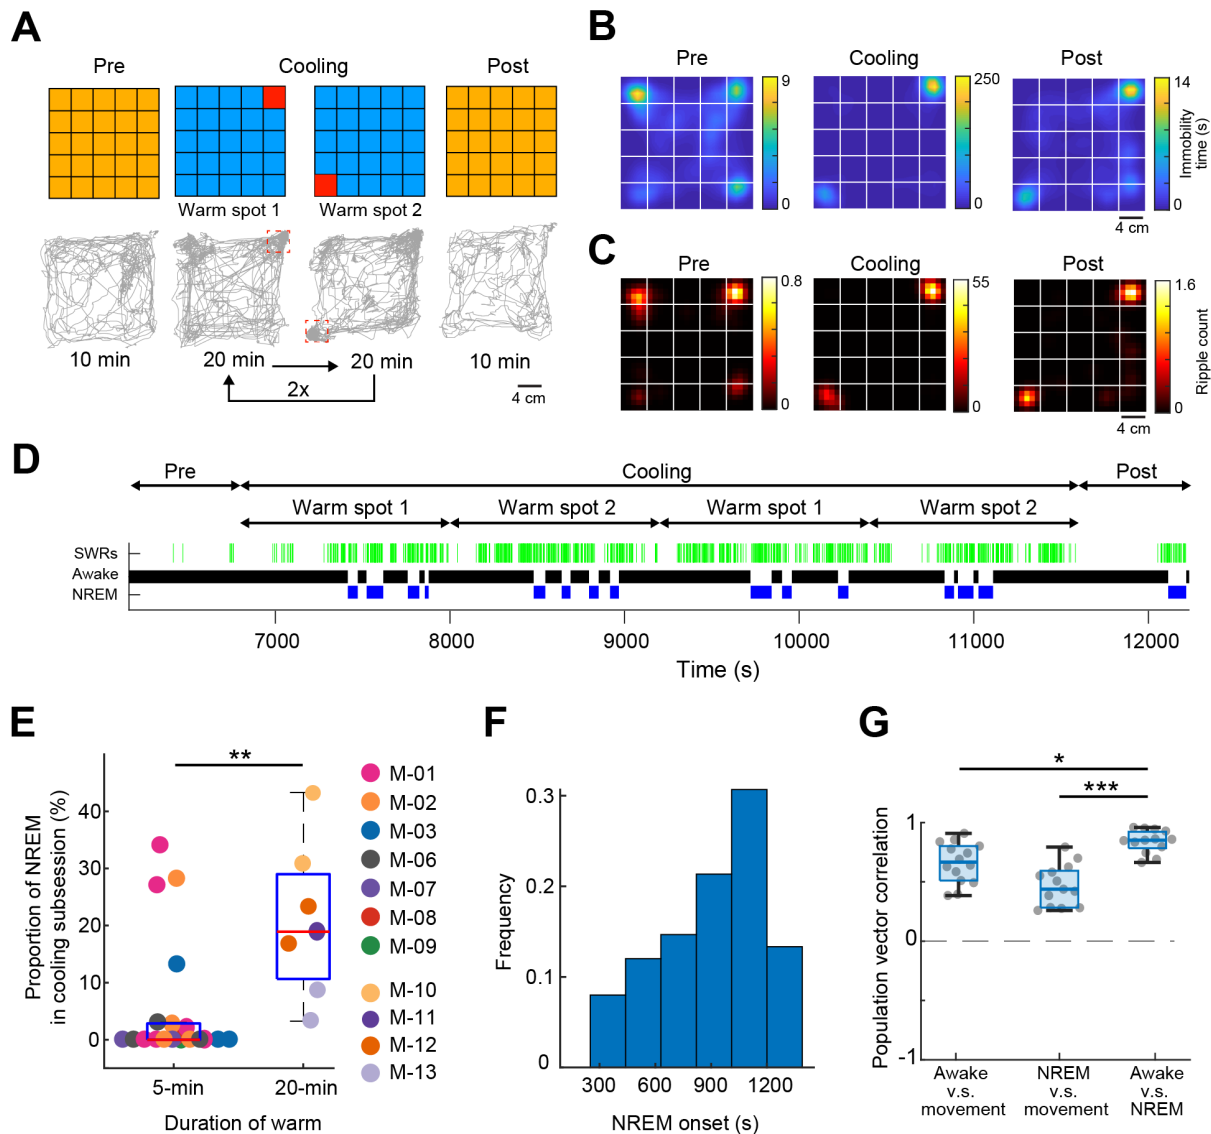 A
Pre
Cooling
Post
Warm spot 1
Warm spot 2
10 min
20 min
20 min
10 min
2x
4 cm
B
Pre
Cooling
Post
9
0
250
0
14
0
Immobility
time (s)
4 cm
C
Pre
Cooling
Post
0.8
0
55
0
1.6
0
Ripple count
4 cm
D
Pre
Cooling
Post
Warm spot 1
Warm spot 2
Warm spot 1
Warm spot 2
SWRs
Awake
NREM
7000
8000
9000
10000
11000
12000
Time (s)
E
**
Proportion of NREM
in cooling subsession (%)
40
30
20
10
0
5-min
20-min
Duration of warm
M-01
M-02
M-03
M-06
M-07
M-08
M-09
M-10
M-11
M-12
M-13
F
Frequency
0.3
0.2
0.1
0
300
600
900
1200
NREM onset (s)
G
*
***
Population vector correlation
1
0
-1
Awake
v.s.
movement
NREM
v.s.
movement
Awake
v.s.
NREM